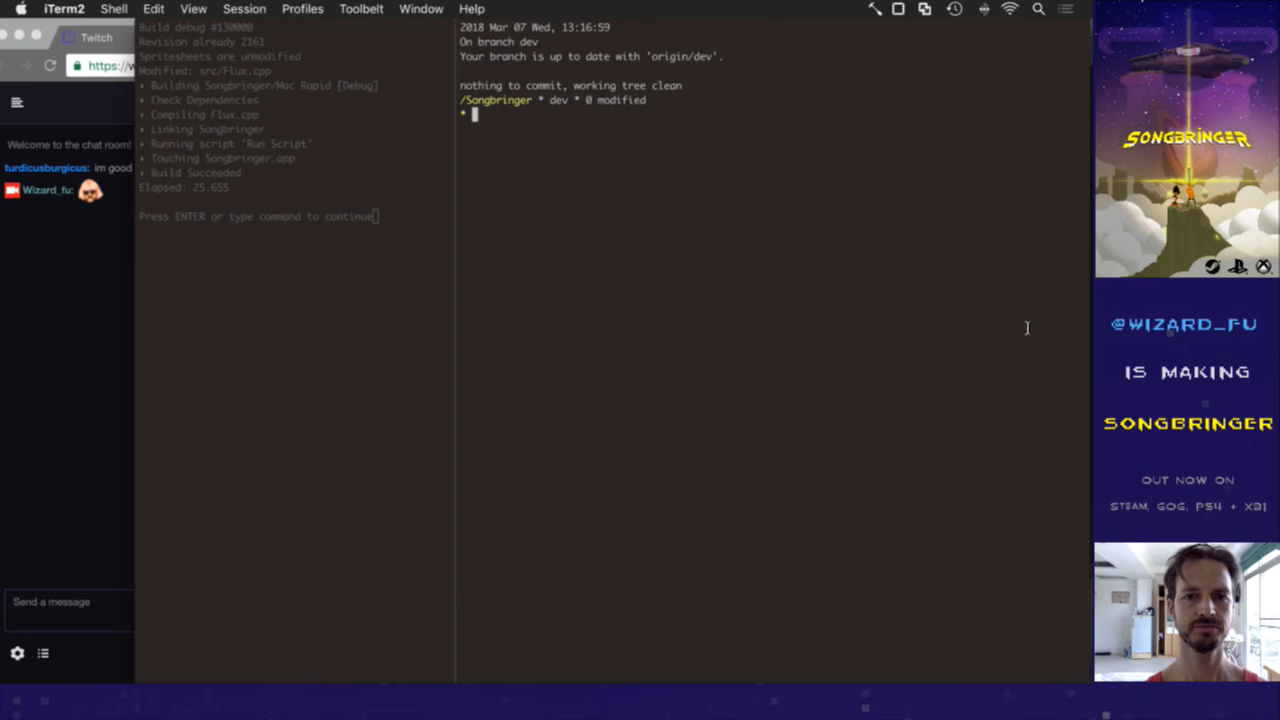 iTerm2 Shell Edit View Session Profiles Toolbelt Window Help
Twitch
https://w
Welcome to the chat room!
turdicusburgicus: im good
Wizard_fu:
Send a message
Build debug #130000
Revision already 2161
Spritesheets are unmodified
Modified: src/Flux.cpp
▸ Building Songbringer/Mac Rapid [Debug]
▸ Check Dependencies
▸ Compiling Flux.cpp
▸ Linking Songbringer
▸ Running script 'Run Script'
▸ Touching Songbringer.app
▸ Build Succeeded
Elapsed: 25.655
Press ENTER or type command to continue
2018 Mar 07 Wed, 13:16:59
On branch dev
Your branch is up to date with 'origin/dev'.
nothing to commit, working tree clean
/Songbringer * dev * 0 modified
*
SONGBRINGER
@WIZARD_FU
IS MAKING
SONGBRINGER
OUT NOW ON
STEAM, GOG, PS4 + XB1